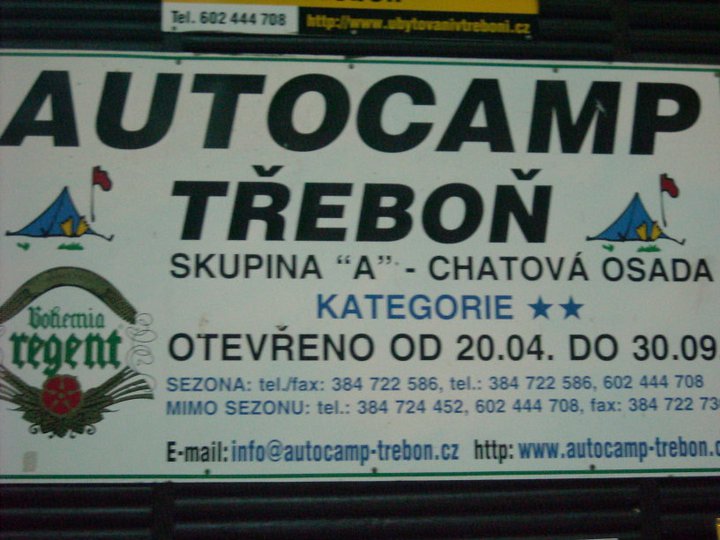 Tel. 602 444 708
http://www.ubytovanivtreboni.cz
AUTOCAMP
TŘEBOŇ
SKUPINA "A" - CHATOVÁ OSADA
KATEGORIE ★★
Bohemia
regent
OTEVŘENO OD 20.04. DO 30.09
SEZONA: tel./fax: 384 722 586, tel.: 384 722 586, 602 444 708
MIMO SEZONU: tel.: 384 724 452, 602 444 708, fax: 384 722 73
E-mail: info@autocamp-trebon.cz http: www.autocamp-trebon.c